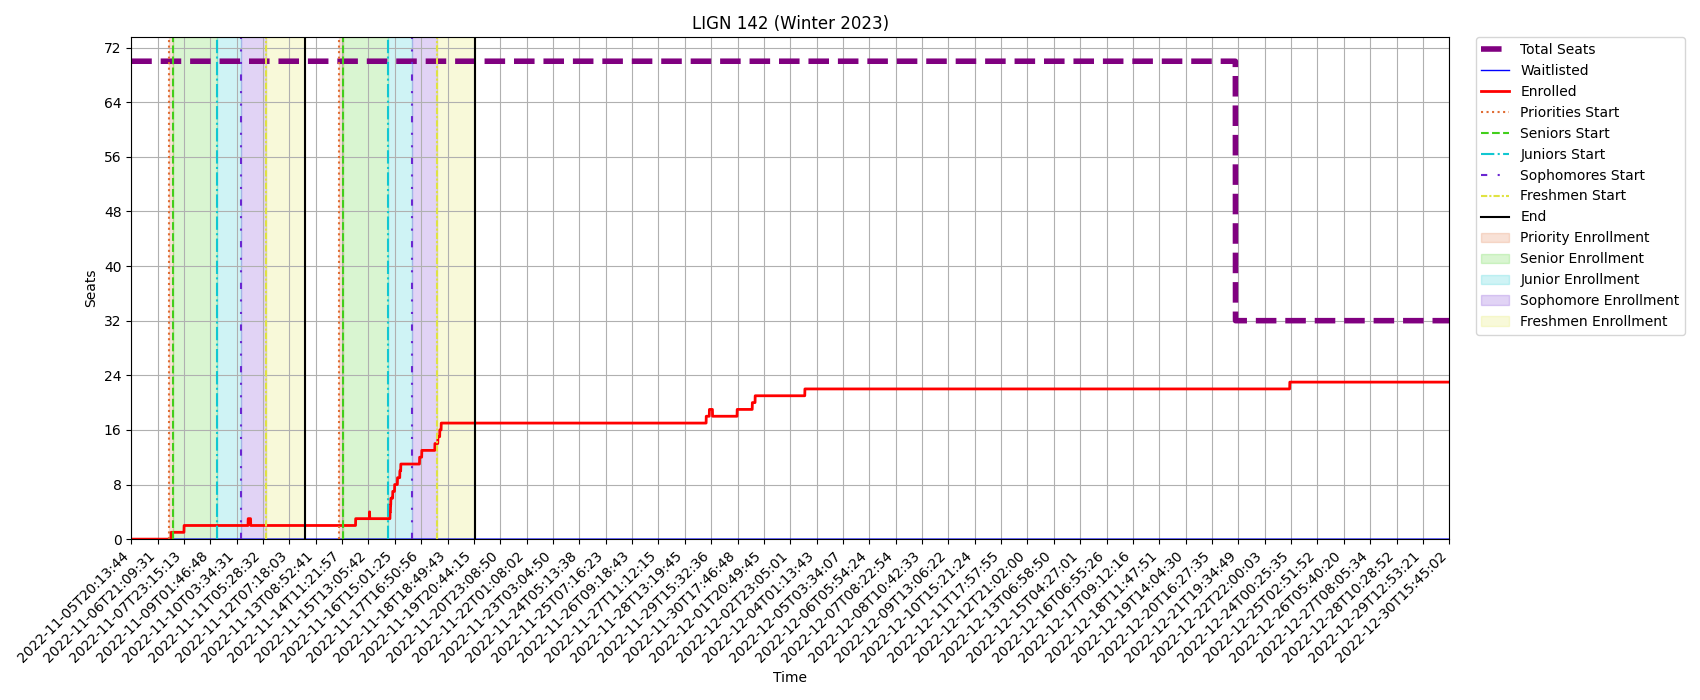 LIGN 142 (Winter 2023)
72
64
56
48
40
32
24
16
8
0
Seats
2022-11-05T20:13:44
2022-11-06T21:09:31
2022-11-07T23:15:13
2022-11-09T01:46:48
2022-11-10T03:34:31
2022-11-11T05:28:32
2022-11-12T07:18:03
2022-11-13T08:52:41
2022-11-14T11:21:57
2022-11-15T13:05:42
2022-11-16T15:01:25
2022-11-17T16:50:56
2022-11-18T18:49:43
2022-11-19T20:44:15
2022-11-20T23:08:50
2022-11-22T01:08:02
2022-11-23T03:04:50
2022-11-24T05:13:38
2022-11-25T07:16:23
2022-11-26T09:18:43
2022-11-27T11:12:15
2022-11-28T13:19:45
2022-11-29T15:32:36
2022-11-30T17:46:48
2022-12-01T20:49:45
2022-12-02T23:05:01
2022-12-04T01:13:43
2022-12-05T03:34:07
2022-12-06T05:54:24
2022-12-07T08:22:54
2022-12-08T10:42:33
2022-12-09T13:06:22
2022-12-10T15:21:24
2022-12-11T17:57:55
2022-12-12T21:02:00
2022-12-13T06:58:50
2022-12-15T04:27:01
2022-12-16T06:55:26
2022-12-17T09:12:16
2022-12-18T11:47:51
2022-12-19T14:04:30
2022-12-20T16:27:35
2022-12-21T19:34:49
2022-12-22T22:00:03
2022-12-24T00:25:35
2022-12-25T02:51:52
2022-12-26T05:40:20
2022-12-27T08:05:34
2022-12-28T10:28:52
2022-12-29T12:53:21
2022-12-30T15:45:02
Time
Total Seats
Waitlisted
Enrolled
Priorities Start
Seniors Start
Juniors Start
Sophomores Start
Freshmen Start
End
Priority Enrollment
Senior Enrollment
Junior Enrollment
Sophomore Enrollment
Freshmen Enrollment